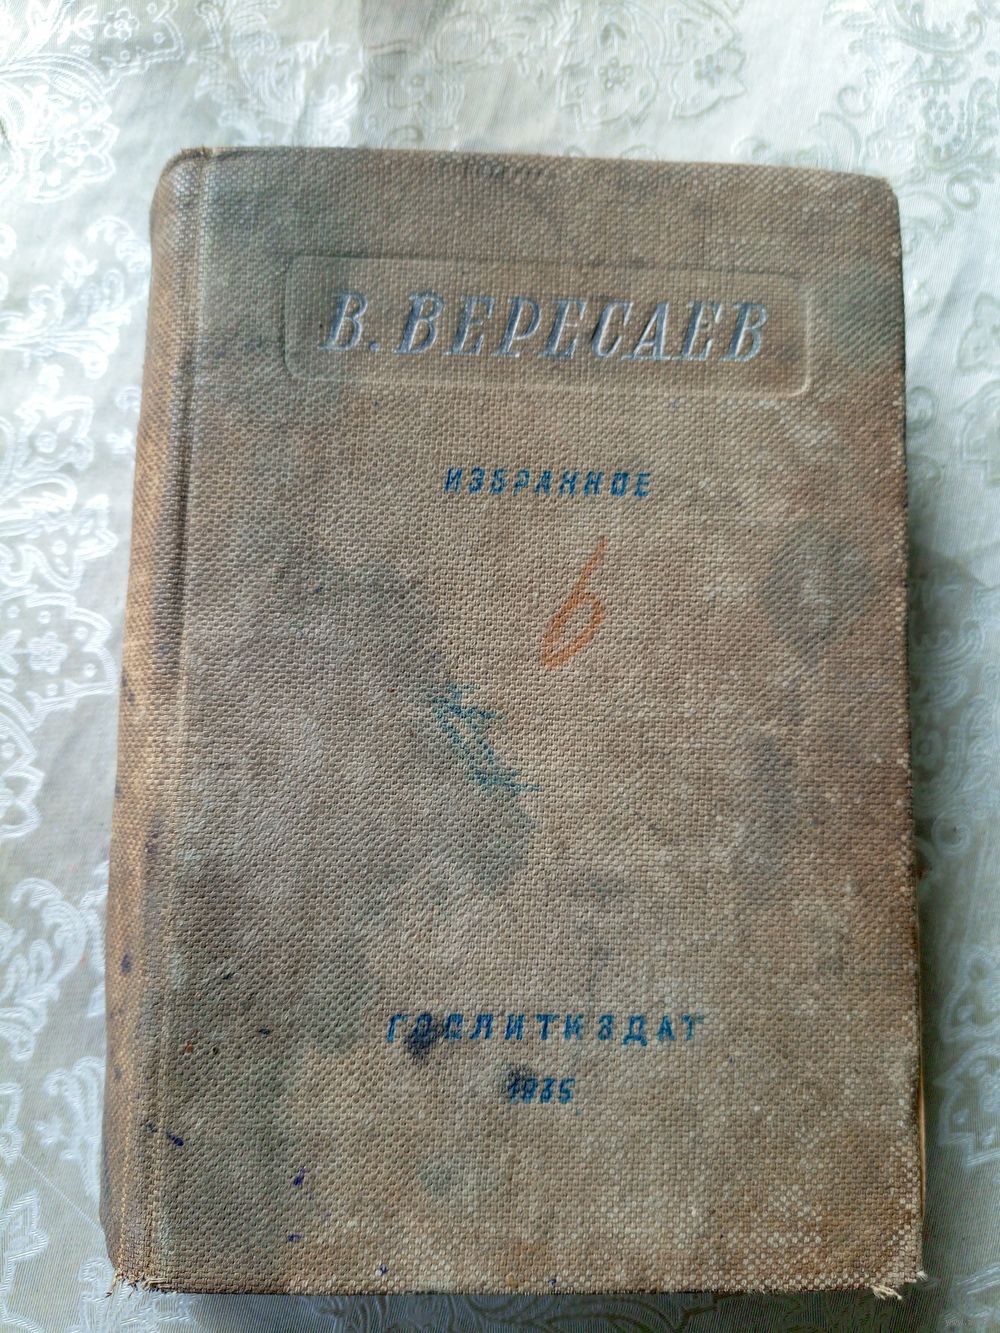 В. ВЕРЕСАЕВ
ИЗБРАННОЕ
6
ГОСЛИТИЗДАТ
1935